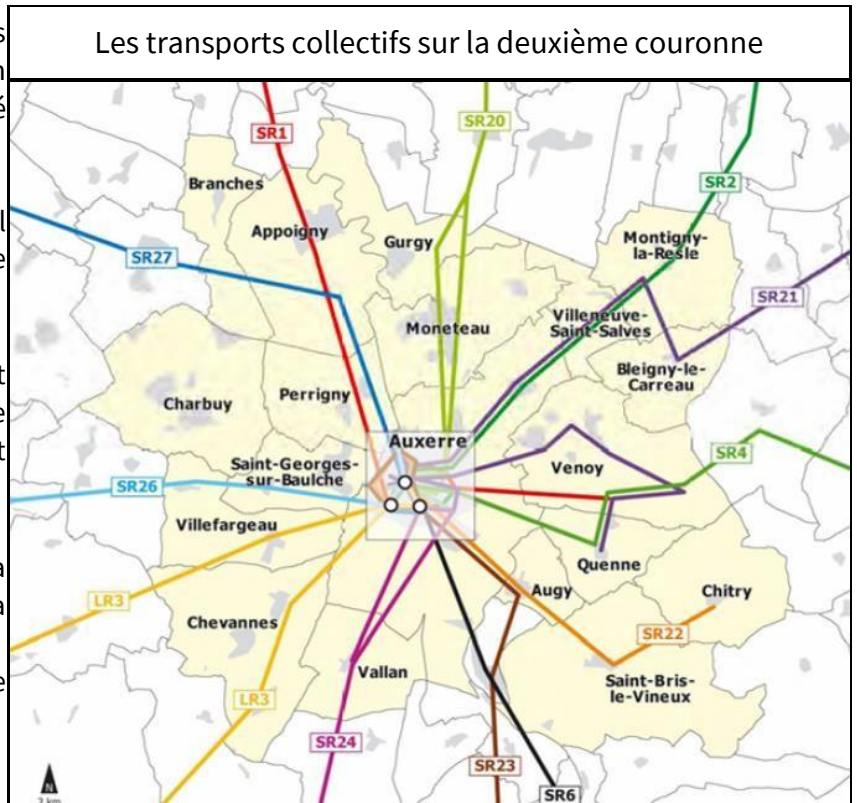 Les transports collectifs sur la deuxième couronne
SR1
SR20
SR2
Branches
Appoigny
Gurgy
Montigny-
la-Resle
SR27
SR21
Moneteau
Villeneuve-
Saint-Salves
Bleigny-le-
Carreau
Perrigny
Charbuy
Auxerre
SR4
Saint-Georges-
sur-Baulche
Venoy
SR26
Villefargeau
Quenne
LR3
Augy
Chitry
Chevannes
SR22
Vallan
Saint-Bris-
le-Vineux
LR3
SR24
SR23
SR6
N
2 km